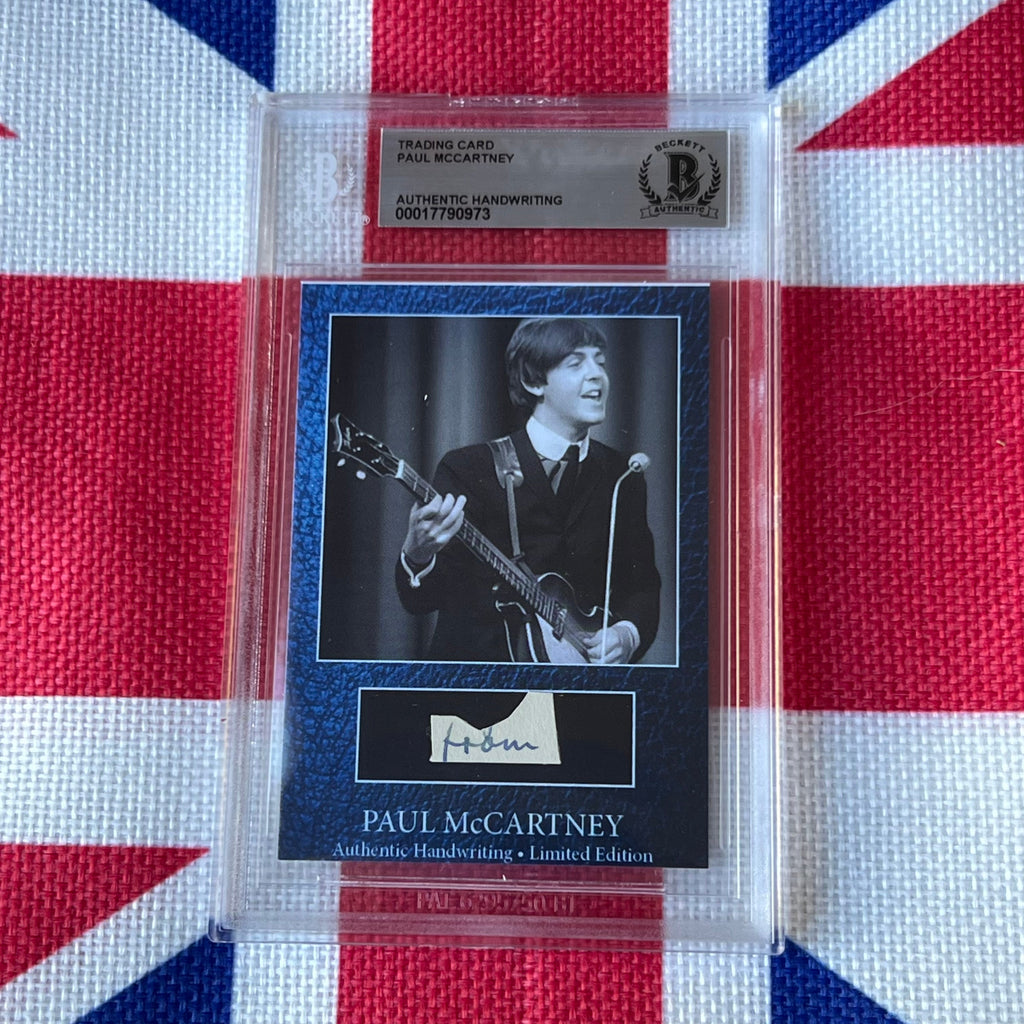 TRADING CARD
PAUL MCCARTNEY
AUTHENTIC HANDWRITING
00017790973
BECKETT
AUTHENTIC
from
PAUL McCARTNEY
Authentic Handwriting • Limited Edition